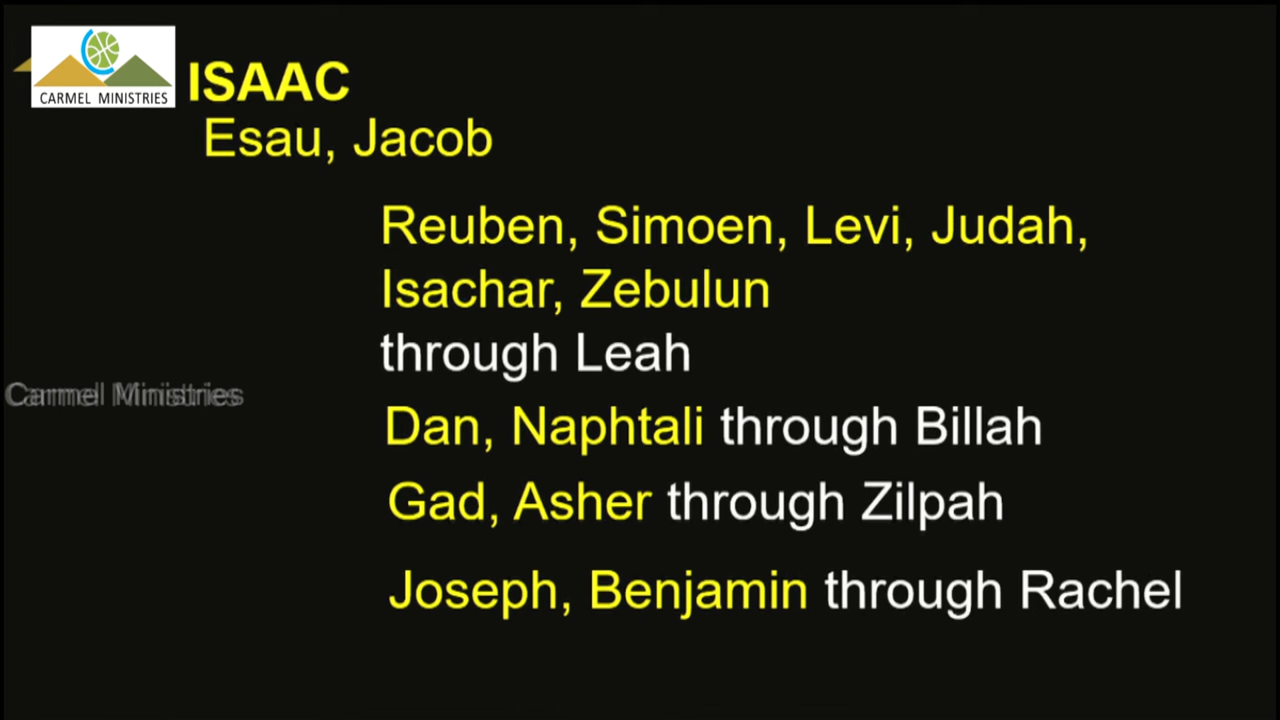 CARMEL MINISTRIES
ISAAC
Esau, Jacob
Reuben, Simoen, Levi, Judah,
Isachar, Zebulun
through Leah
Carmel Ministries
Dan, Naphtali through Billah
Gad, Asher through Zilpah
Joseph, Benjamin through Rachel